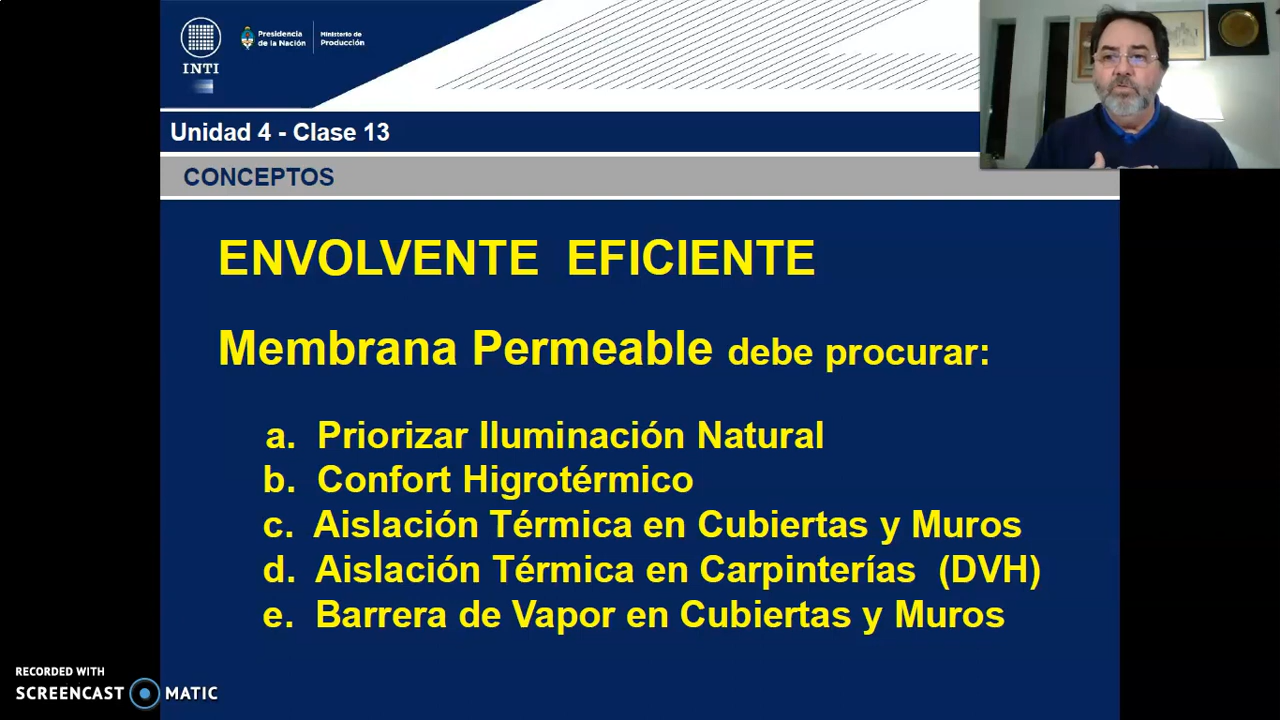 INTI
Presidencia
de la Nación
Ministerio de
Producción
Unidad 4 - Clase 13
CONCEPTOS
ENVOLVENTE EFICIENTE
Membrana Permeable debe procurar:
a. Priorizar Iluminación Natural
b. Confort Higrotérmico
c. Aislación Térmica en Cubiertas y Muros
d. Aislación Térmica en Carpinterías (DVH)
e. Barrera de Vapor en Cubiertas y Muros
RECORDED WITH
SCREENCAST MATIC